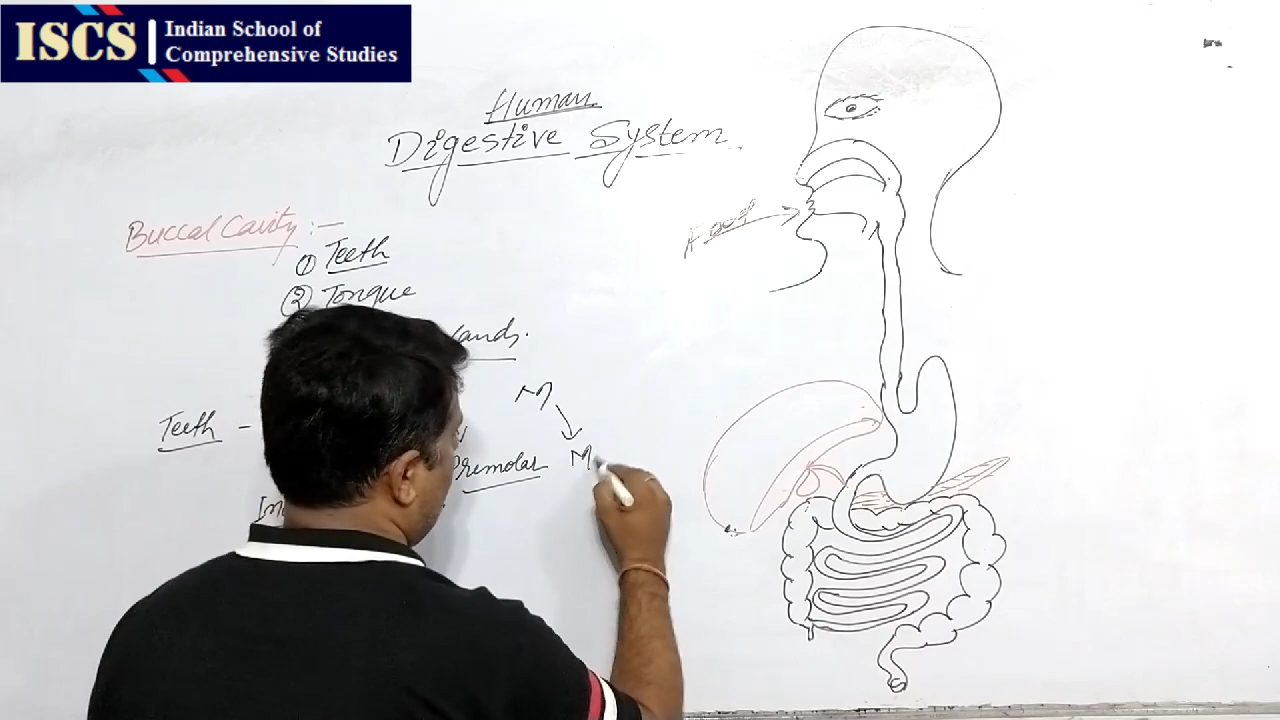 ISCS
Indian School of
Comprehensive Studies
Human
Digestive System
Buccal Cavity :-
① Teeth
② Tongue
Teeth -
Premolar
M
M